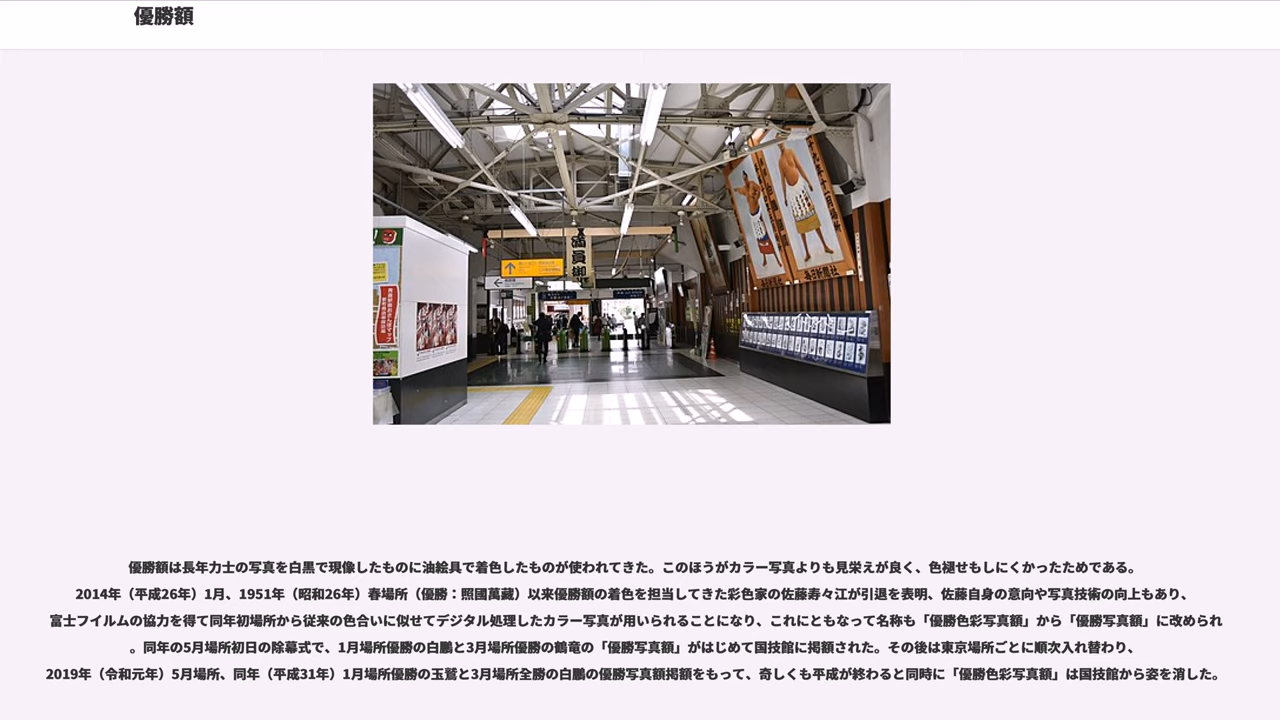 優勝額
満員御
毎日新聞社
優勝額は長年力士の写真を白黒で現像したものに油絵具で着色したものが使われてきた。このほうがカラー写真よりも見栄えが良く、色褪せもしにくかったためである。
2014年（平成26年）1月、1951年（昭和26年）春場所（優勝：照國萬藏）以来優勝額の着色を担当してきた彩色家の佐藤寿々江が引退を表明、佐藤自身の意向や写真技術の向上もあり、
富士フイルムの協力を得て同年初場所から従来の色合いに似せてデジタル処理したカラー写真が用いられることになり、これにともなって名称も「優勝色彩写真額」から「優勝写真額」に改められ
。同年の5月場所初日の除幕式で、1月場所優勝の白鵬と3月場所優勝の鶴竜の「優勝写真額」がはじめて国技館に掲額された。その後は東京場所ごとに順次入れ替わり、
2019年（令和元年）5月場所、同年（平成31年）1月場所優勝の玉鷲と3月場所全勝の白鵬の優勝写真額掲額をもって、奇しくも平成が終わると同時に「優勝色彩写真額」は国技館から姿を消した。